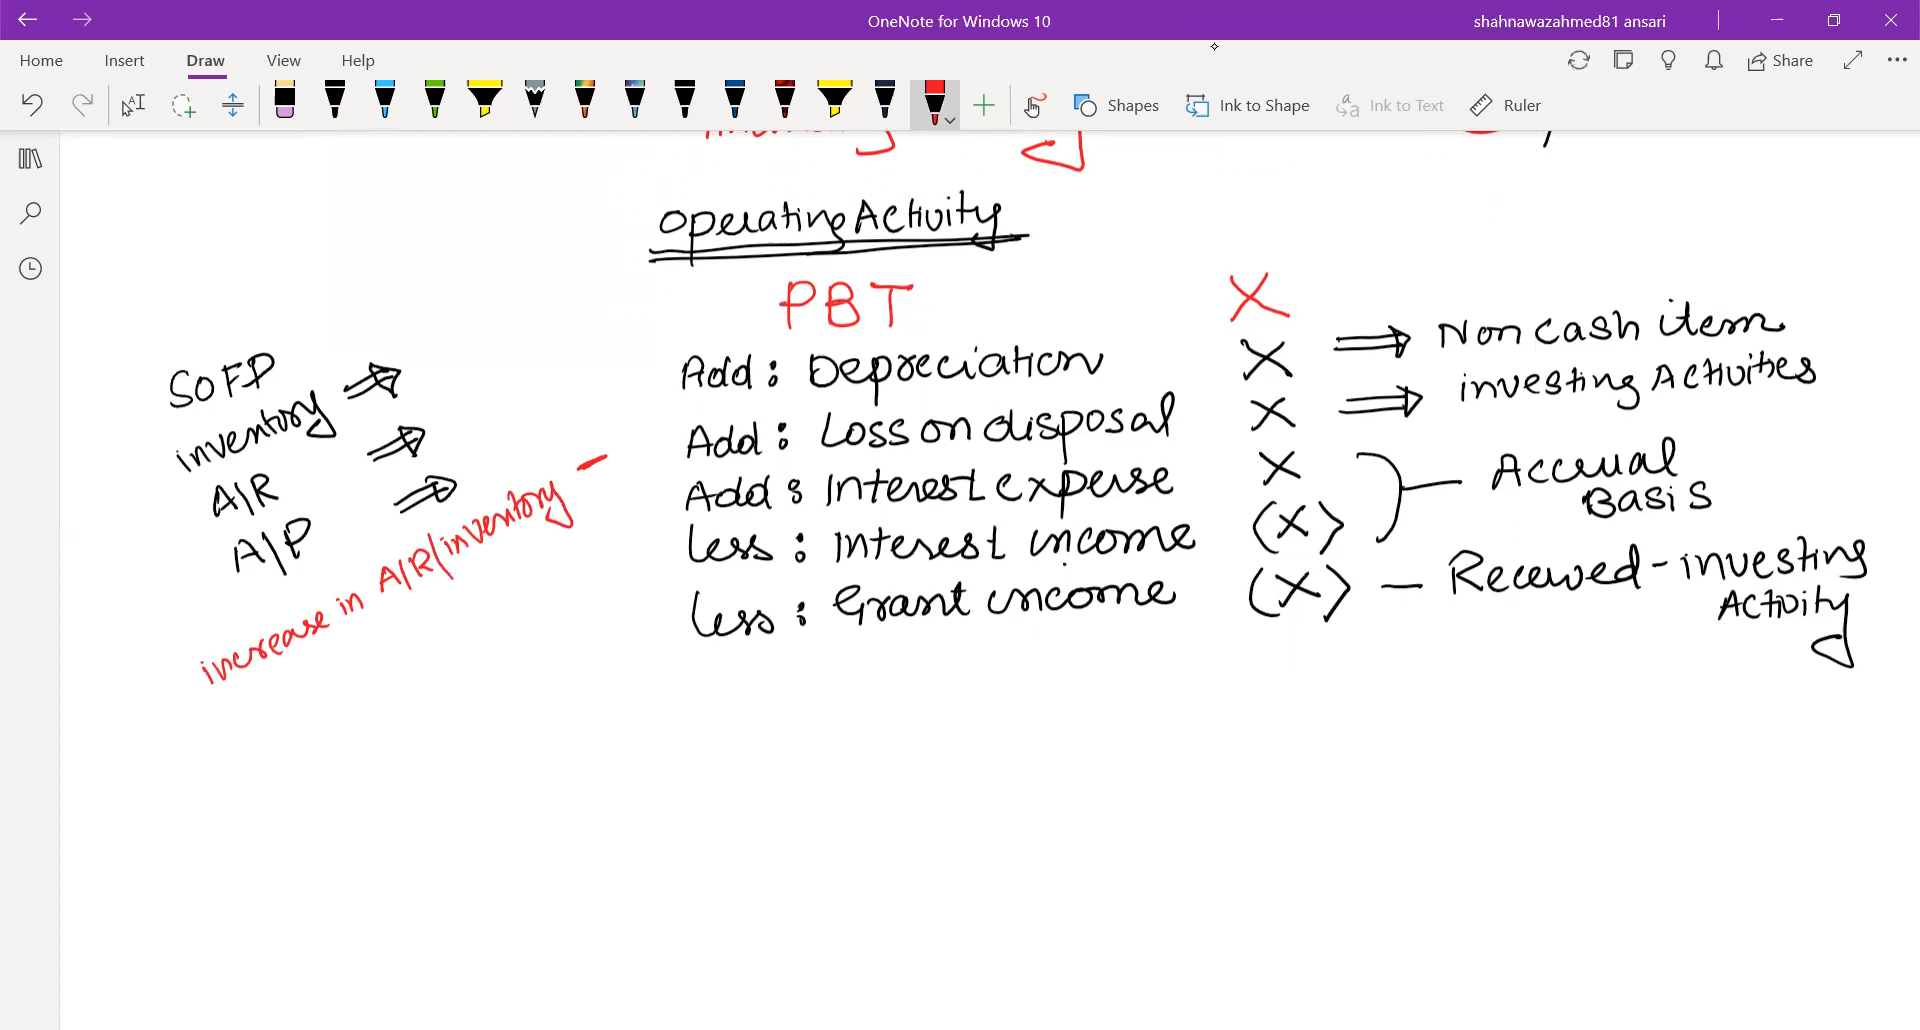 OneNote for Windows 10
shahnawazahmed81 ansari
Home Insert Draw View Help
Share
Shapes Ink to Shape Ink to Text Ruler
Operating Activity
PBT X
Add: Depreciation X ⇒ Non cash item
Add: Loss on disposal X ⇒ investing Activities
Add: Interest expense X
Less: Interest income (X)
Accrual
Basis
Less: Grant income (X) - Received - investing
Activity
SOFP
inventory ⇒
A/R ⇒
A/P ⇒
increase in A/R/inventory -